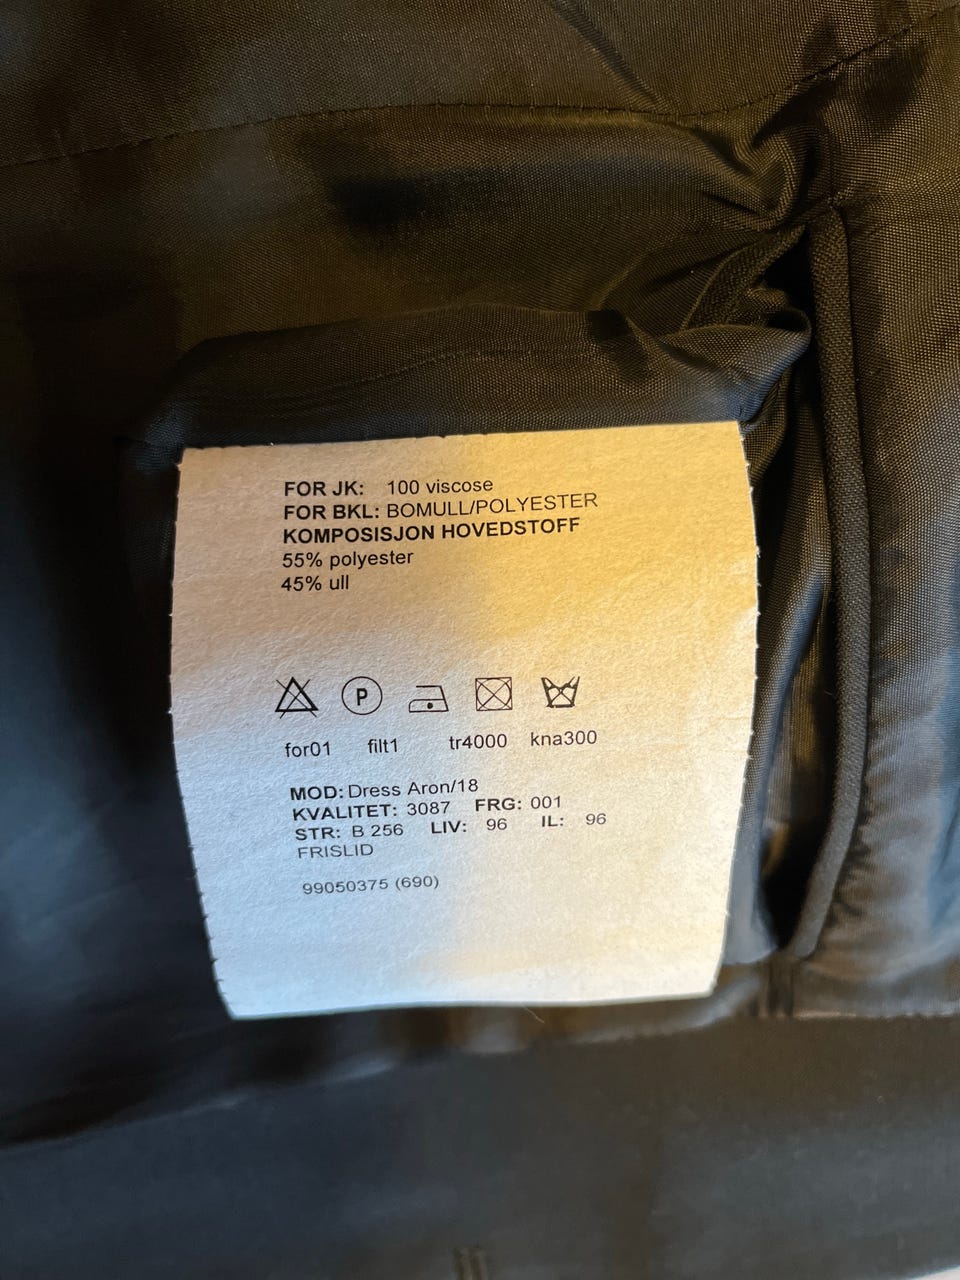 FOR JK: 100 viscose
FOR BKL: BOMULL/POLYESTER
KOMPOSISJON HOVEDSTOFF
55% polyester
45% ull
P
for01 filt1 tr4000 kna300
MOD: Dress Aron/18
KVALITET: 3087 FRG: 001
STR: B 256 LIV: 96 IL: 96
FRISLID
99050375 (690)